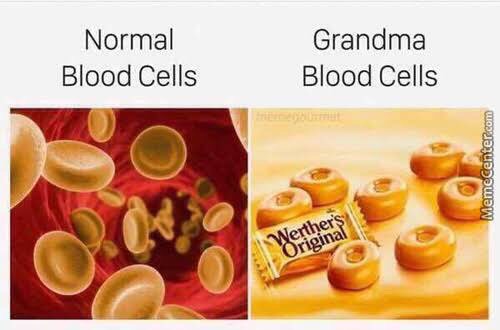 Normal
Blood Cells
Grandma
Blood Cells
memegourmet
Werther's
Original
MemeCenter.com